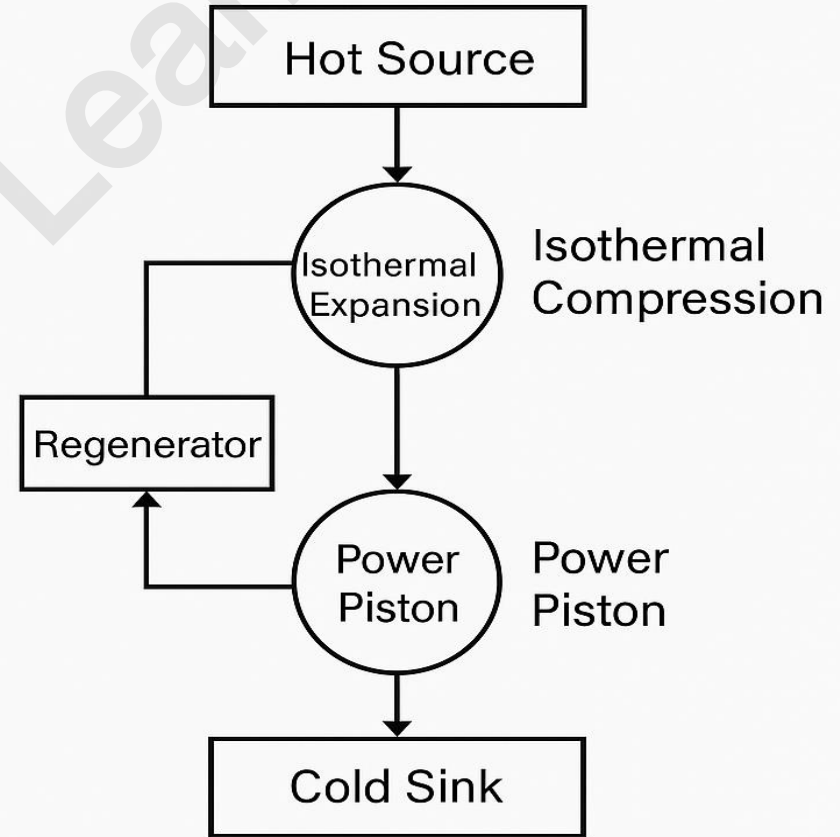 Hot Source
Isothermal
Expansion
Isothermal
Compression
Regenerator
Power
Piston
Power
Piston
Cold Sink